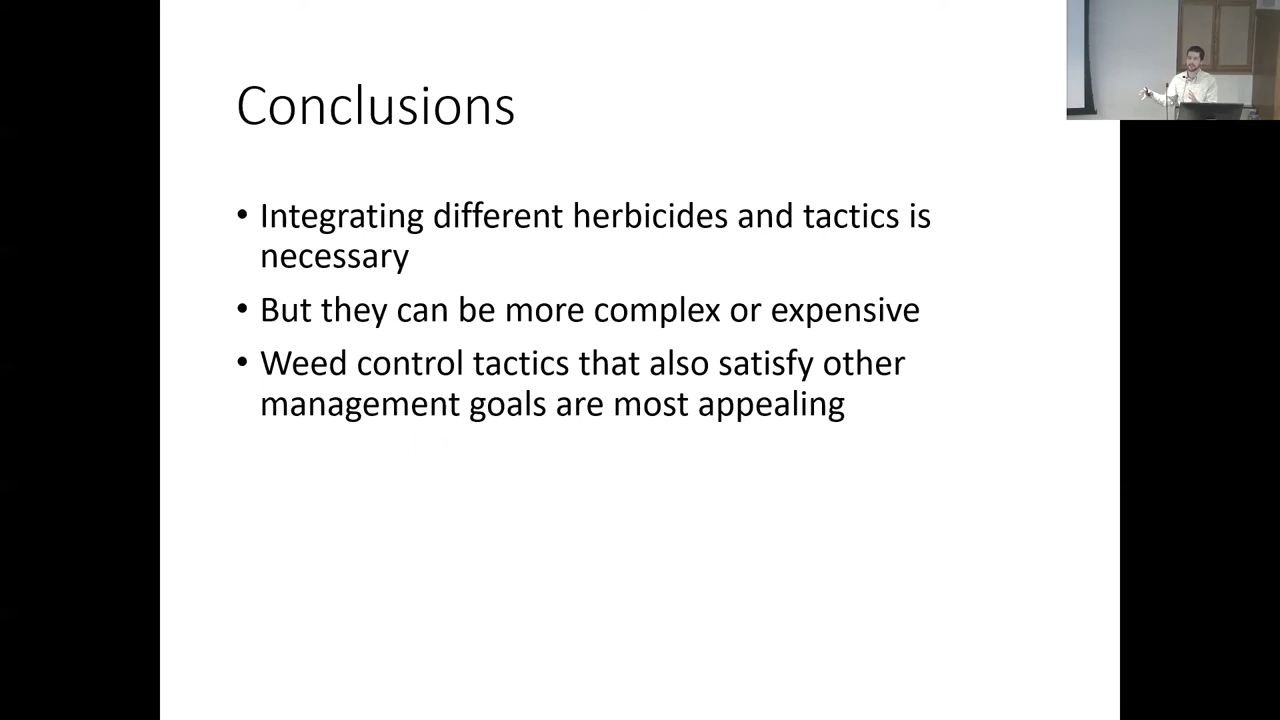 Conclusions
• Integrating different herbicides and tactics is
necessary
• But they can be more complex or expensive
• Weed control tactics that also satisfy other
management goals are most appealing